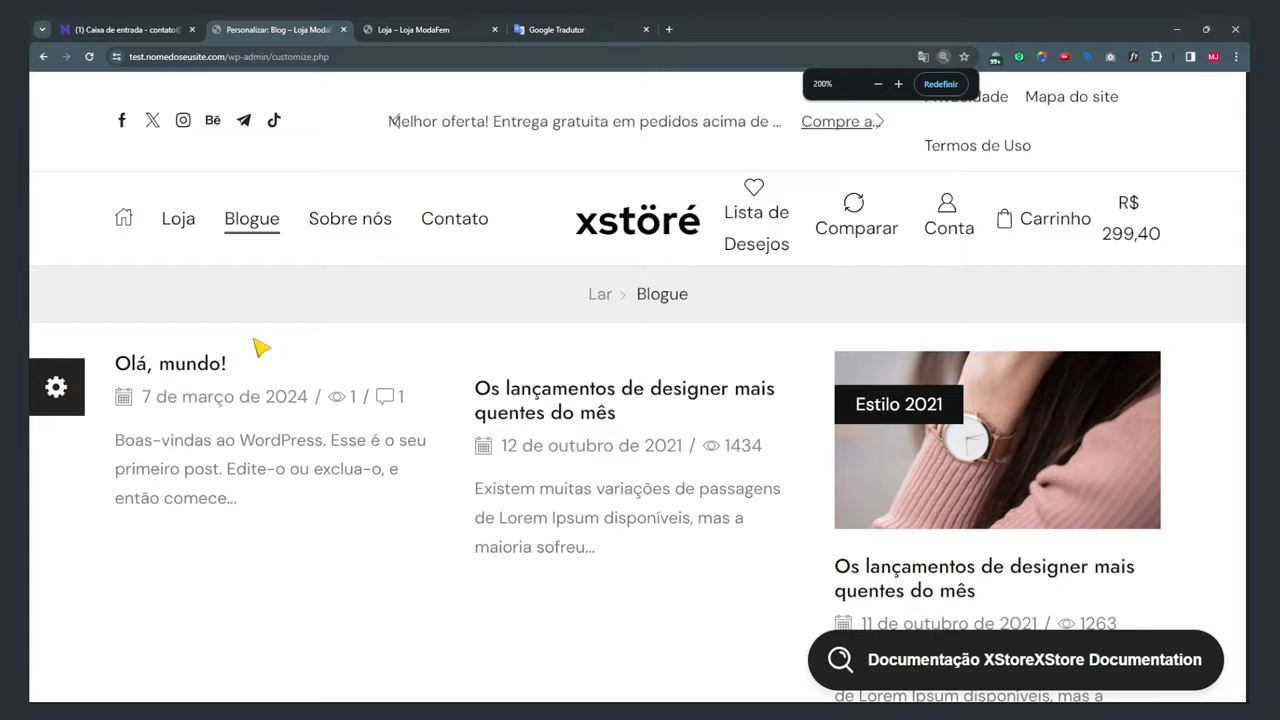 (1) Caixa de entrada - contato@
Personalizar: Blog – Loja Moda
Loja – Loja ModaFem
Google Tradutor
test.nomedoseusite.com/wp-admin/customize.php
99+
f?
MJ
200%
Redefinir
Mapa do site
Melhor oferta! Entrega gratuita em pedidos acima de ...
Compre a..
Termos de Uso
Loja
Blogue
Sobre nós
Contato
xstöré
Lista de
Desejos
Comparar
Conta
Carrinho
R$
299,40
Lar
Blogue
Olá, mundo!
7 de março de 2024 / 1 / 1
Boas-vindas ao WordPress. Esse é o seu
primeiro post. Edite-o ou exclua-o, e
então comece...
Os lançamentos de designer mais
quentes do mês
12 de outubro de 2021 / 1434
Existem muitas variações de passagens
de Lorem Ipsum disponíveis, mas a
maioria sofreu...
Estilo 2021
Os lançamentos de designer mais
quentes do mês
11 de outubro de 2021 / 1263
Documentação XStoreXStore Documentation
de Lorem Ipsum disponíveis, mas a